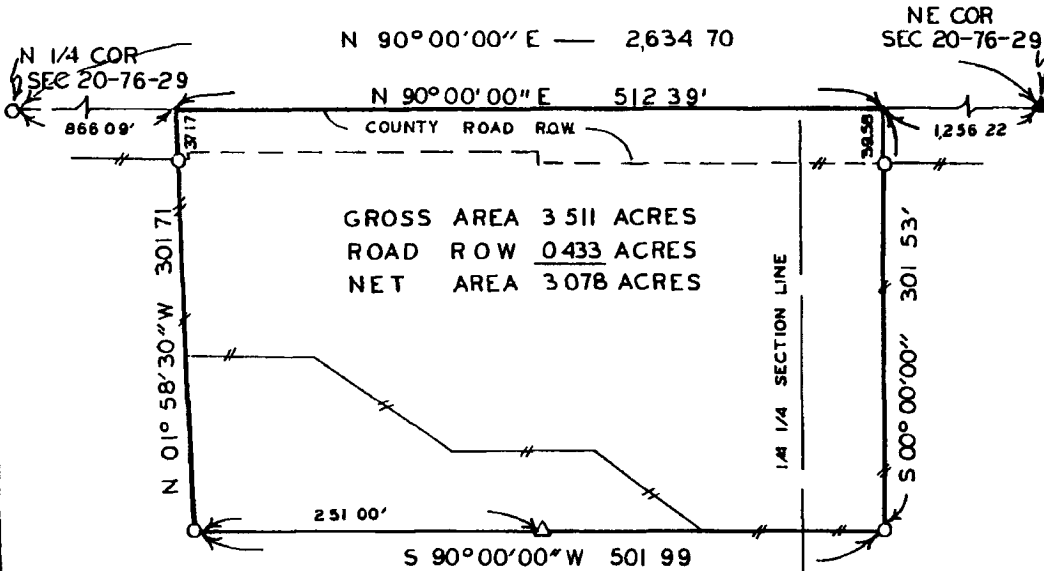 N 90°00'00" E — 2,634 70
NE COR
SEC 20-76-29
N 1/4 COR
SEC 20-76-29
N 90°00'00" E 512 39'
866 09'
1,256 22
COUNTY ROAD ROW
37 17
38.58
GROSS AREA 3 511 ACRES
ROAD ROW 0 433 ACRES
NET AREA 3 078 ACRES
N 01° 58' 30" W 301 71
1/4 SECTION LINE
S 00° 00' 00" 301 53'
251 00'
S 90° 00' 00" W 501 99